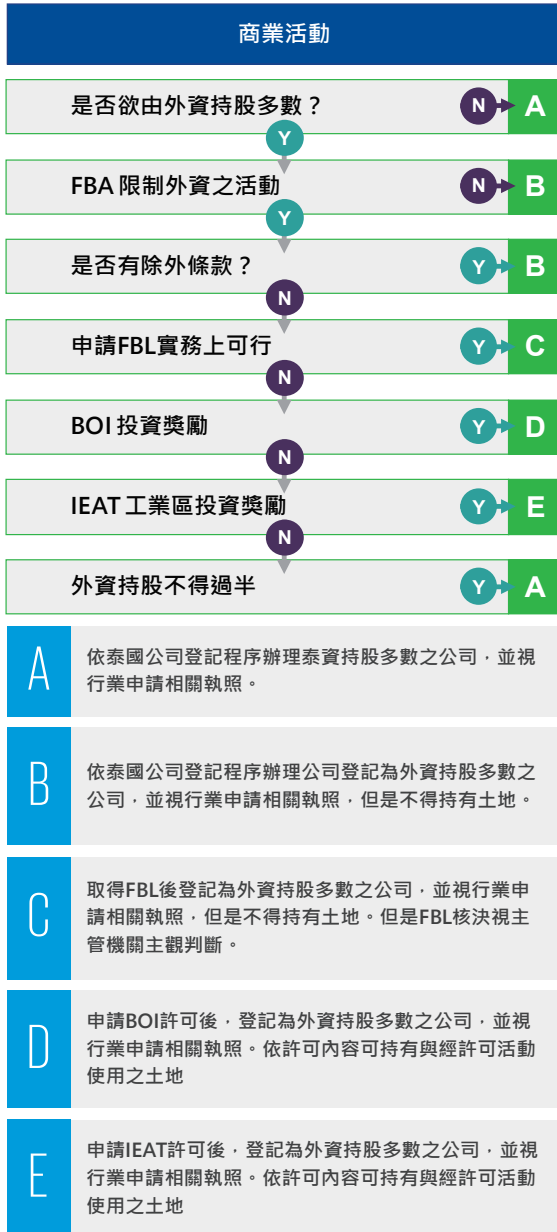 商業活動
是否欲由外資持股多數？ N A
Y
FBA 限制外資之活動 N B
Y
是否有除外條款？ Y B
N
申請FBL實務上可行 Y C
N
BOI 投資獎勵 Y D
N
IEAT 工業區投資獎勵 Y E
N
外資持股不得過半 Y A
A
依泰國公司登記程序辦理泰資持股多數之公司，並視
行業申請相關執照。
B
依泰國公司登記程序辦理公司登記為外資持股多數之
公司，並視行業申請相關執照，但是不得持有土地。
C
取得FBL後登記為外資持股多數之公司，並視行業申
請相關執照，但是不得持有土地。但是FBL核決視主
管機關主觀判斷。
D
申請BOI許可後，登記為外資持股多數之公司，並視
行業申請相關執照。依許可內容可持有與經許可活動
使用之土地
E
申請IEAT許可後，登記為外資持股多數之公司，並視
行業申請相關執照。依許可內容可持有與經許可活動
使用之土地